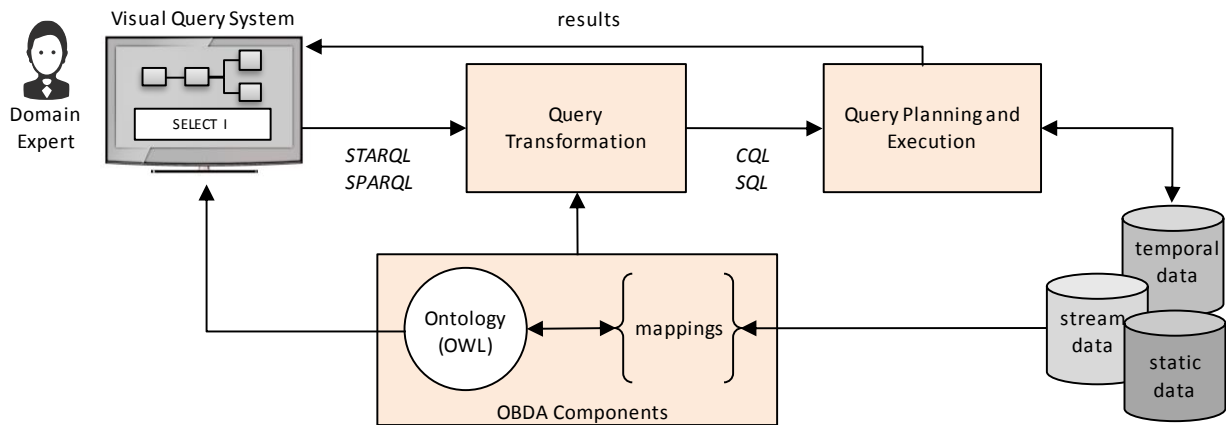 Visual Query System
results
Domain
Expert
SELECT I
STARQL
SPARQL
Query
Transformation
CQL
SQL
Query Planning and
Execution
temporal
data
stream
data
static
data
Ontology
(OWL)
mappings
OBDA Components